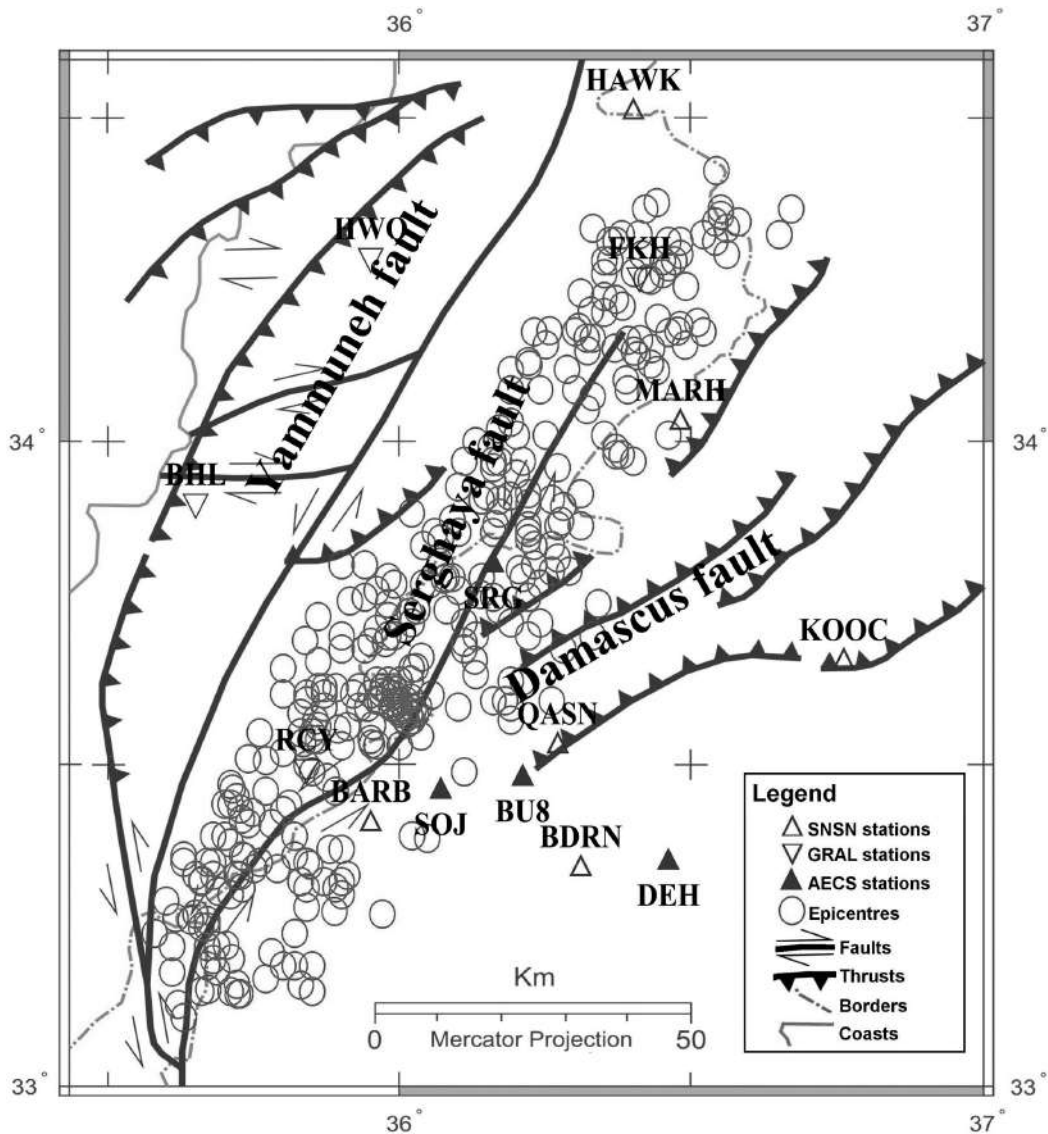 36°
37°
HAWK
HWQ
FKH
Yammuneh fault
MARH
34°
34°
BHL
Serghaya fault
SRG
Damascus fault
KOOC
QASN
RCY
BARB
SOJ
BU8
BDRN
DEH
Legend
SNSN stations
GRAL stations
AECS stations
Epicentres
Faults
Thrusts
Borders
Coasts
Km
0
Mercator Projection
50
33°
33°
36°
37°